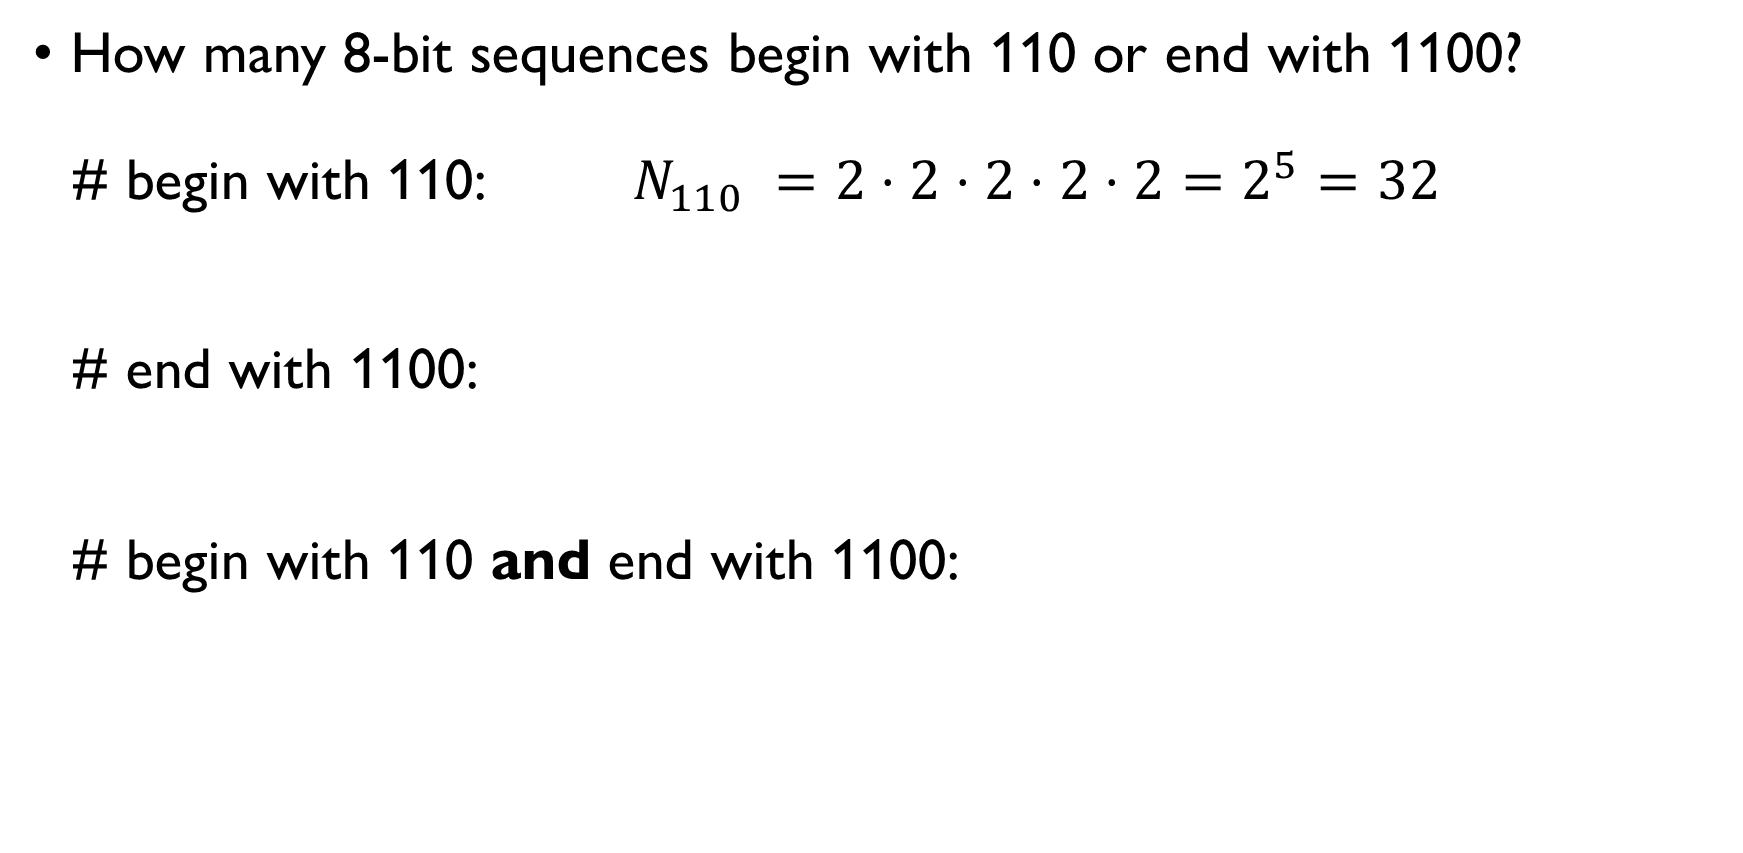 • How many 8-bit sequences begin with 110 or end with 1100?
# begin with 110: N₁₁₀ = 2 · 2 · 2 · 2 · 2 = 2⁵ = 32
# end with 1100:
# begin with 110 and end with 1100: